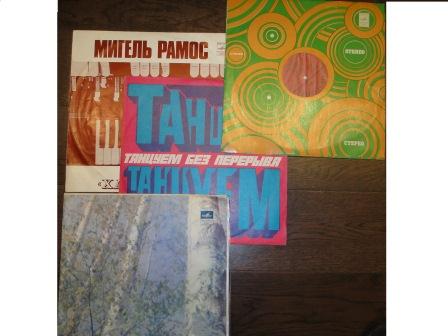 МИГЕЛЬ РАМОС
СТЕРЕО
ТАНЦ
ТАНЦУЕМ БЕЗ ПЕРЕРЫВА
ТАНЦУЕМ
СТЕРЕО